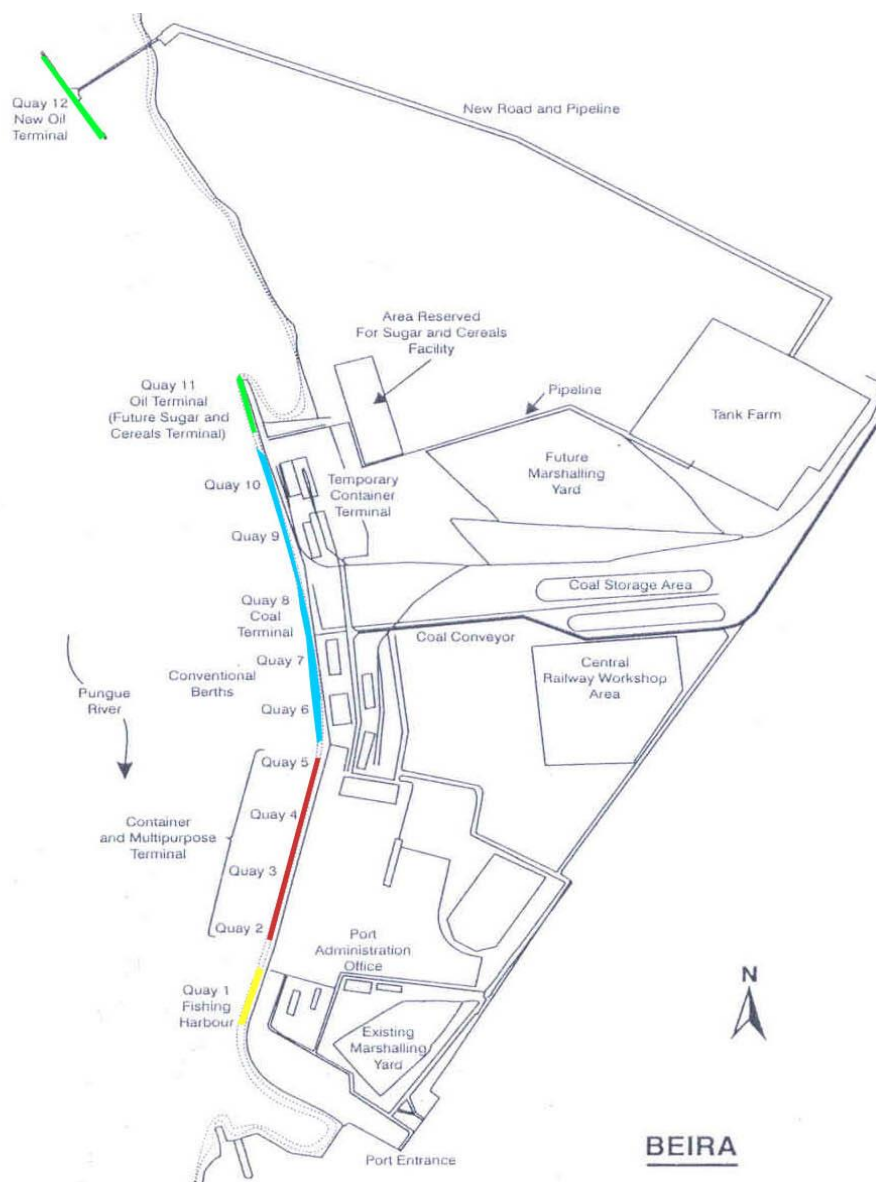 Quay 12
New Oil
Terminal
New Road and Pipeline
Area Reserved
For Sugar and Cereals
Facility
Quay 11
Oil Terminal
(Future Sugar and
Cereals Terminal)
Pipeline
Tank Farm
Quay 10
Temporary
Container
Terminal
Future
Marshalling
Yard
Quay 9
Quay 8
Coal
Terminal
Coal Storage Area
Coal Conveyor
Quay 7
Conventional
Berths
Central
Railway Workshop
Area
Pungue
River
Quay 6
Quay 5
Quay 4
Container
and Multipurpose
Terminal
Quay 3
Quay 2
Port
Administration
Office
Quay 1
Fishing
Harbour
Existing
Marshalling
Yard
N
BEIRA
Port Entrance